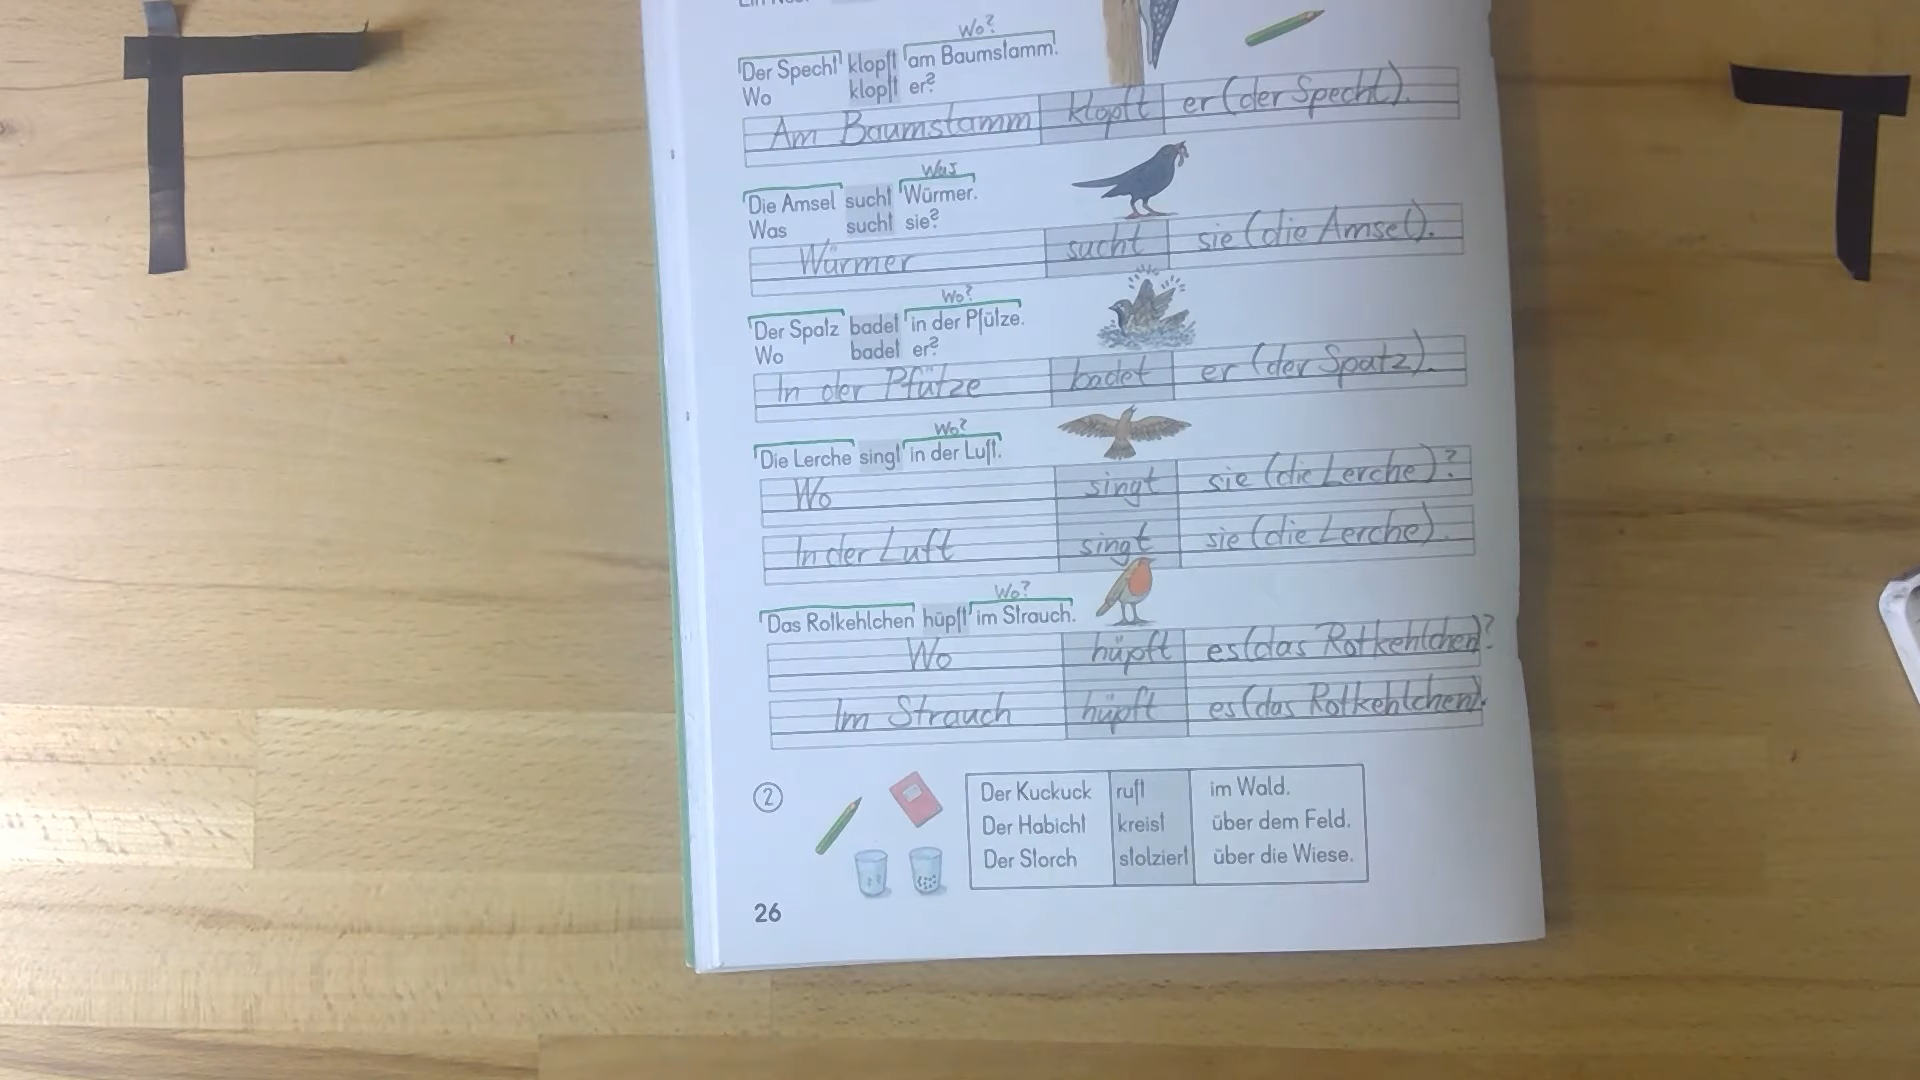 Wo?
Der Specht klopft am Baumstamm.
Wo klopft er?
Am Baumstamm klopft er (der Specht).
Was
Die Amsel sucht Würmer.
Was sucht sie?
Würmer sucht sie (die Amsel).
Wo?
Der Spatz badet in der Pfütze.
Wo badet er?
In der Pfütze badet er (der Spatz).
Wo?
Die Lerche singt in der Luft.
Wo singt sie (die Lerche)?
In der Luft singt sie (die Lerche).
Wo?
Das Rotkehlchen hüpft im Strauch.
Wo hüpft es (das Rotkehlchen)?
Im Strauch hüpft es (das Rotkehlchen).
2
Der Kuckuck ruft im Wald.
Der Habicht kreist über dem Feld.
Der Storch stolziert über die Wiese.
26